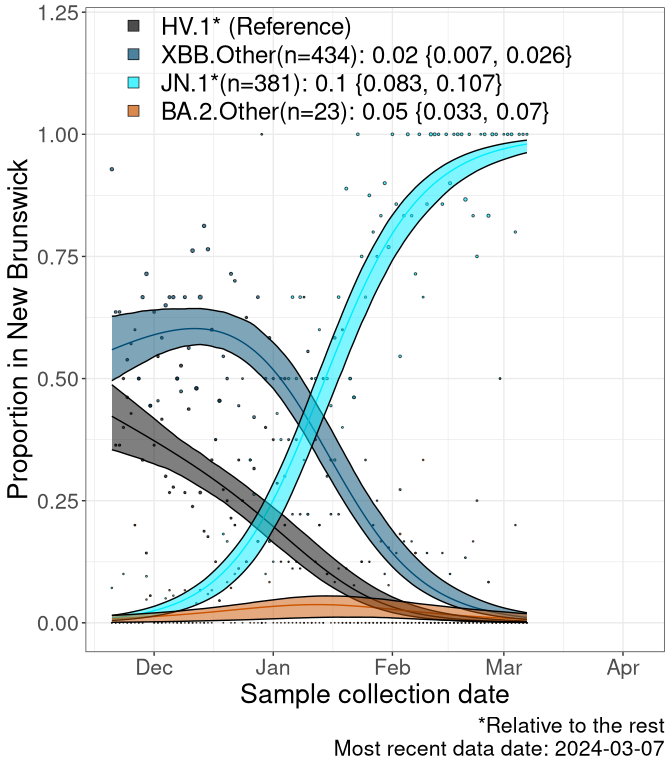 HV.1* (Reference)
XBB.Other(n=434): 0.02 {0.007, 0.026}
JN.1*(n=381): 0.1 {0.083, 0.107}
BA.2.Other(n=23): 0.05 {0.033, 0.07}
Proportion in New Brunswick
1.25
1.00
0.75
0.50
0.25
0.00
Dec Jan Feb Mar Apr
Sample collection date
*Relative to the rest
Most recent data date: 2024-03-07